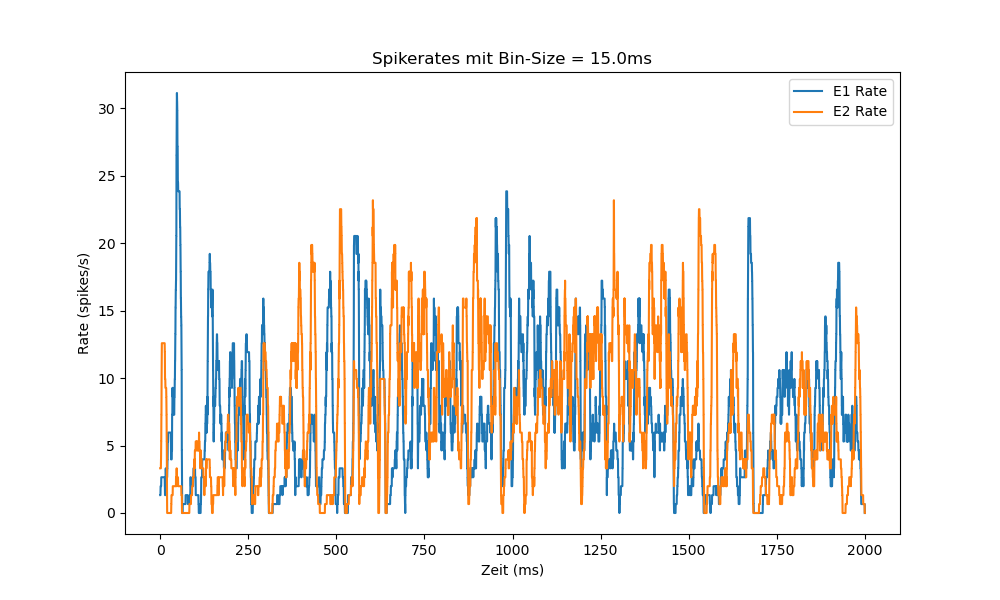 Spikerates mit Bin-Size = 15.0ms
E1 Rate
E2 Rate
Rate (spikes/s)
30
25
20
15
10
5
0
0 250 500 750 1000 1250 1500 1750 2000
Zeit (ms)